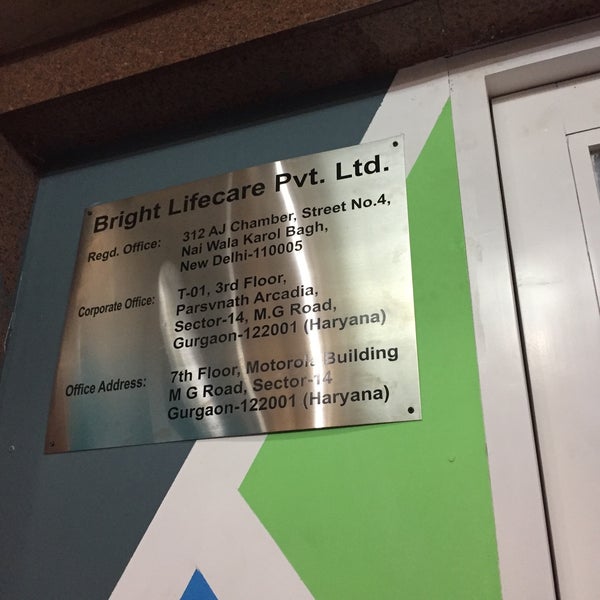 Bright Lifecare Pvt. Ltd.
Regd. Office: 312 AJ Chamber, Street No.4,
Nai Wala Karol Bagh,
New Delhi-110005
Corporate Office: T-01, 3rd Floor,
Parsvnath Arcadia,
Sector-14, M.G Road,
Gurgaon-122001 (Haryana)
Office Address: 7th Floor, Motorola Building
M G Road, Sector-14
Gurgaon-122001 (Haryana)